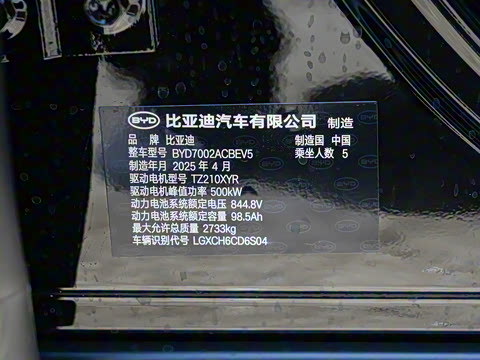 BYD 比亚迪汽车有限公司 制造
品 牌 比亚迪 制造国 中国
整车型号 BYD7002ACBEV5 乘坐人数 5
制造年月 2025 年 4 月
驱动电机型号 TZ210XYR
驱动电机峰值功率 500kW
动力电池系统额定电压 844.8V
动力电池系统额定容量 98.5Ah
最大允许总质量 2733kg
车辆识别代号 LGXCH6CD6S04